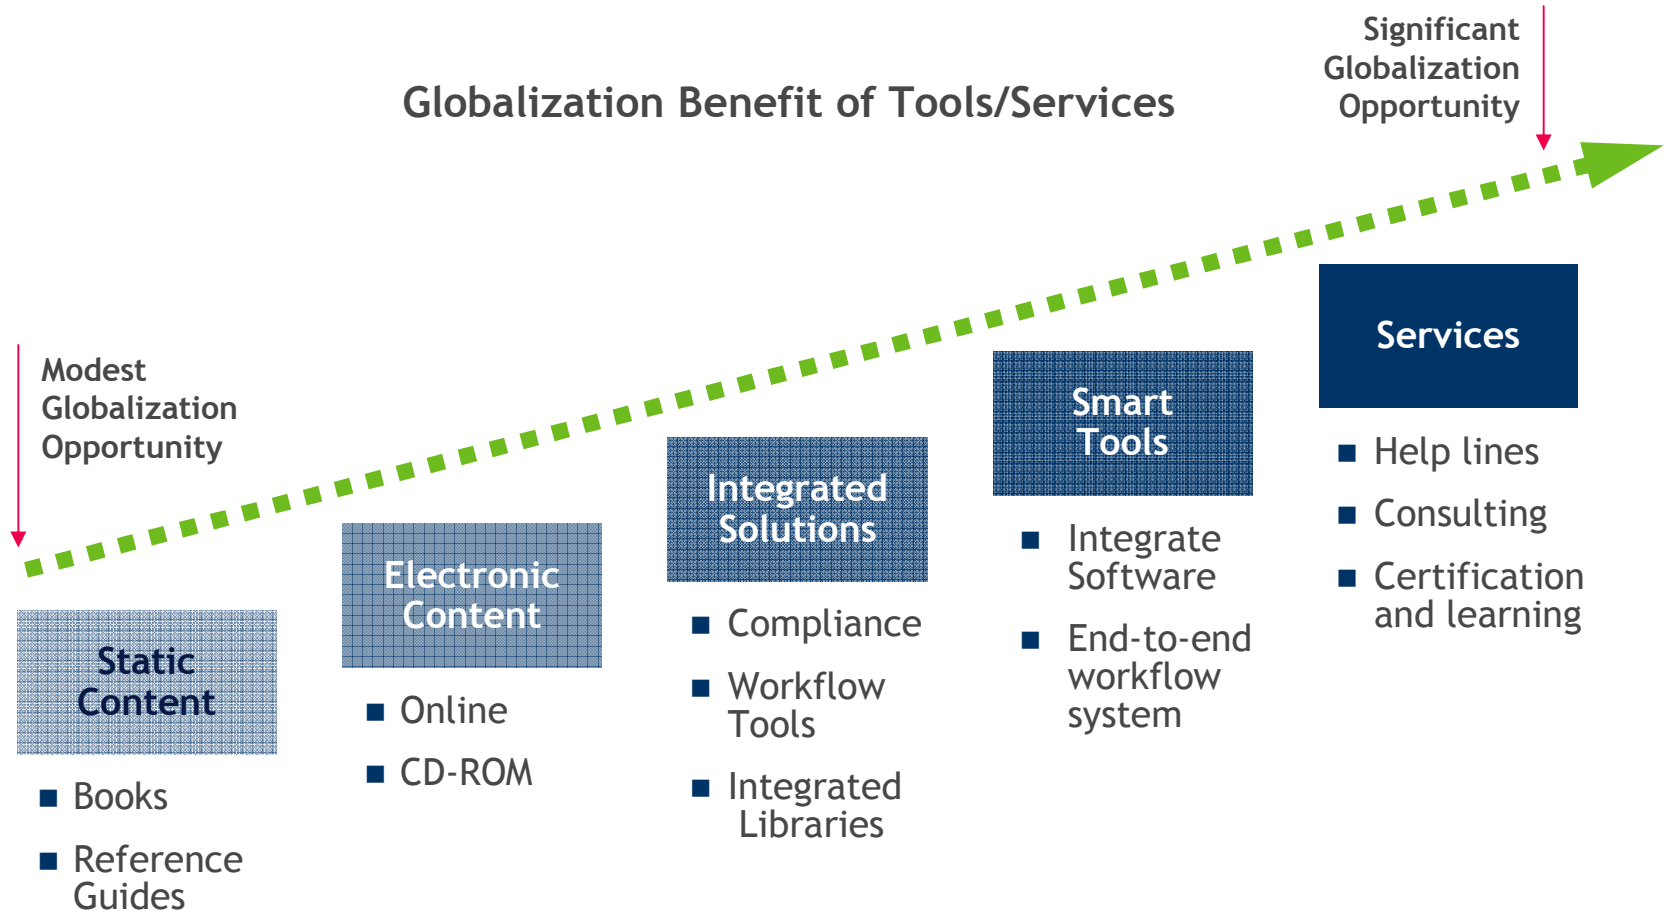 Significant
Globalization
Opportunity
Globalization Benefit of Tools/Services
Modest
Globalization
Opportunity
Static
Content
■ Books
■ Reference
Guides
Electronic
Content
■ Online
■ CD-ROM
Integrated
Solutions
■ Compliance
■ Workflow
Tools
■ Integrated
Libraries
Smart
Tools
■ Integrate
Software
■ End-to-end
workflow
system
Services
■ Help lines
■ Consulting
■ Certification
and learning